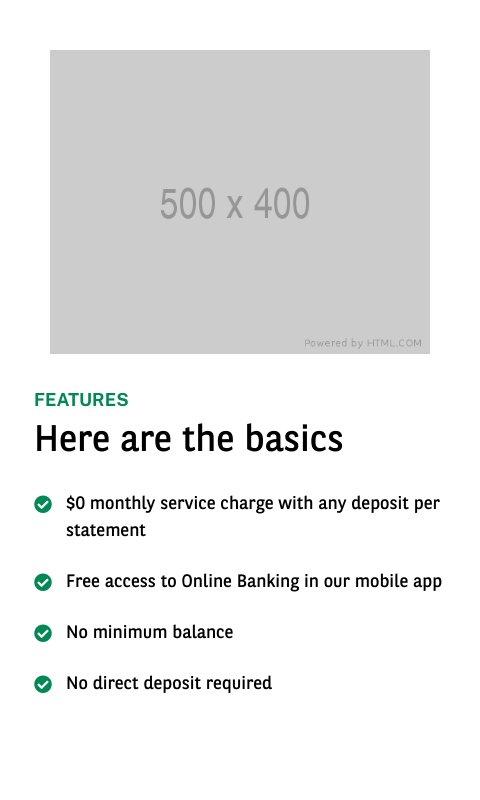 500 x 400
Powered by HTML.COM
FEATURES
Here are the basics
$0 monthly service charge with any deposit per
statement
Free access to Online Banking in our mobile app
No minimum balance
No direct deposit required